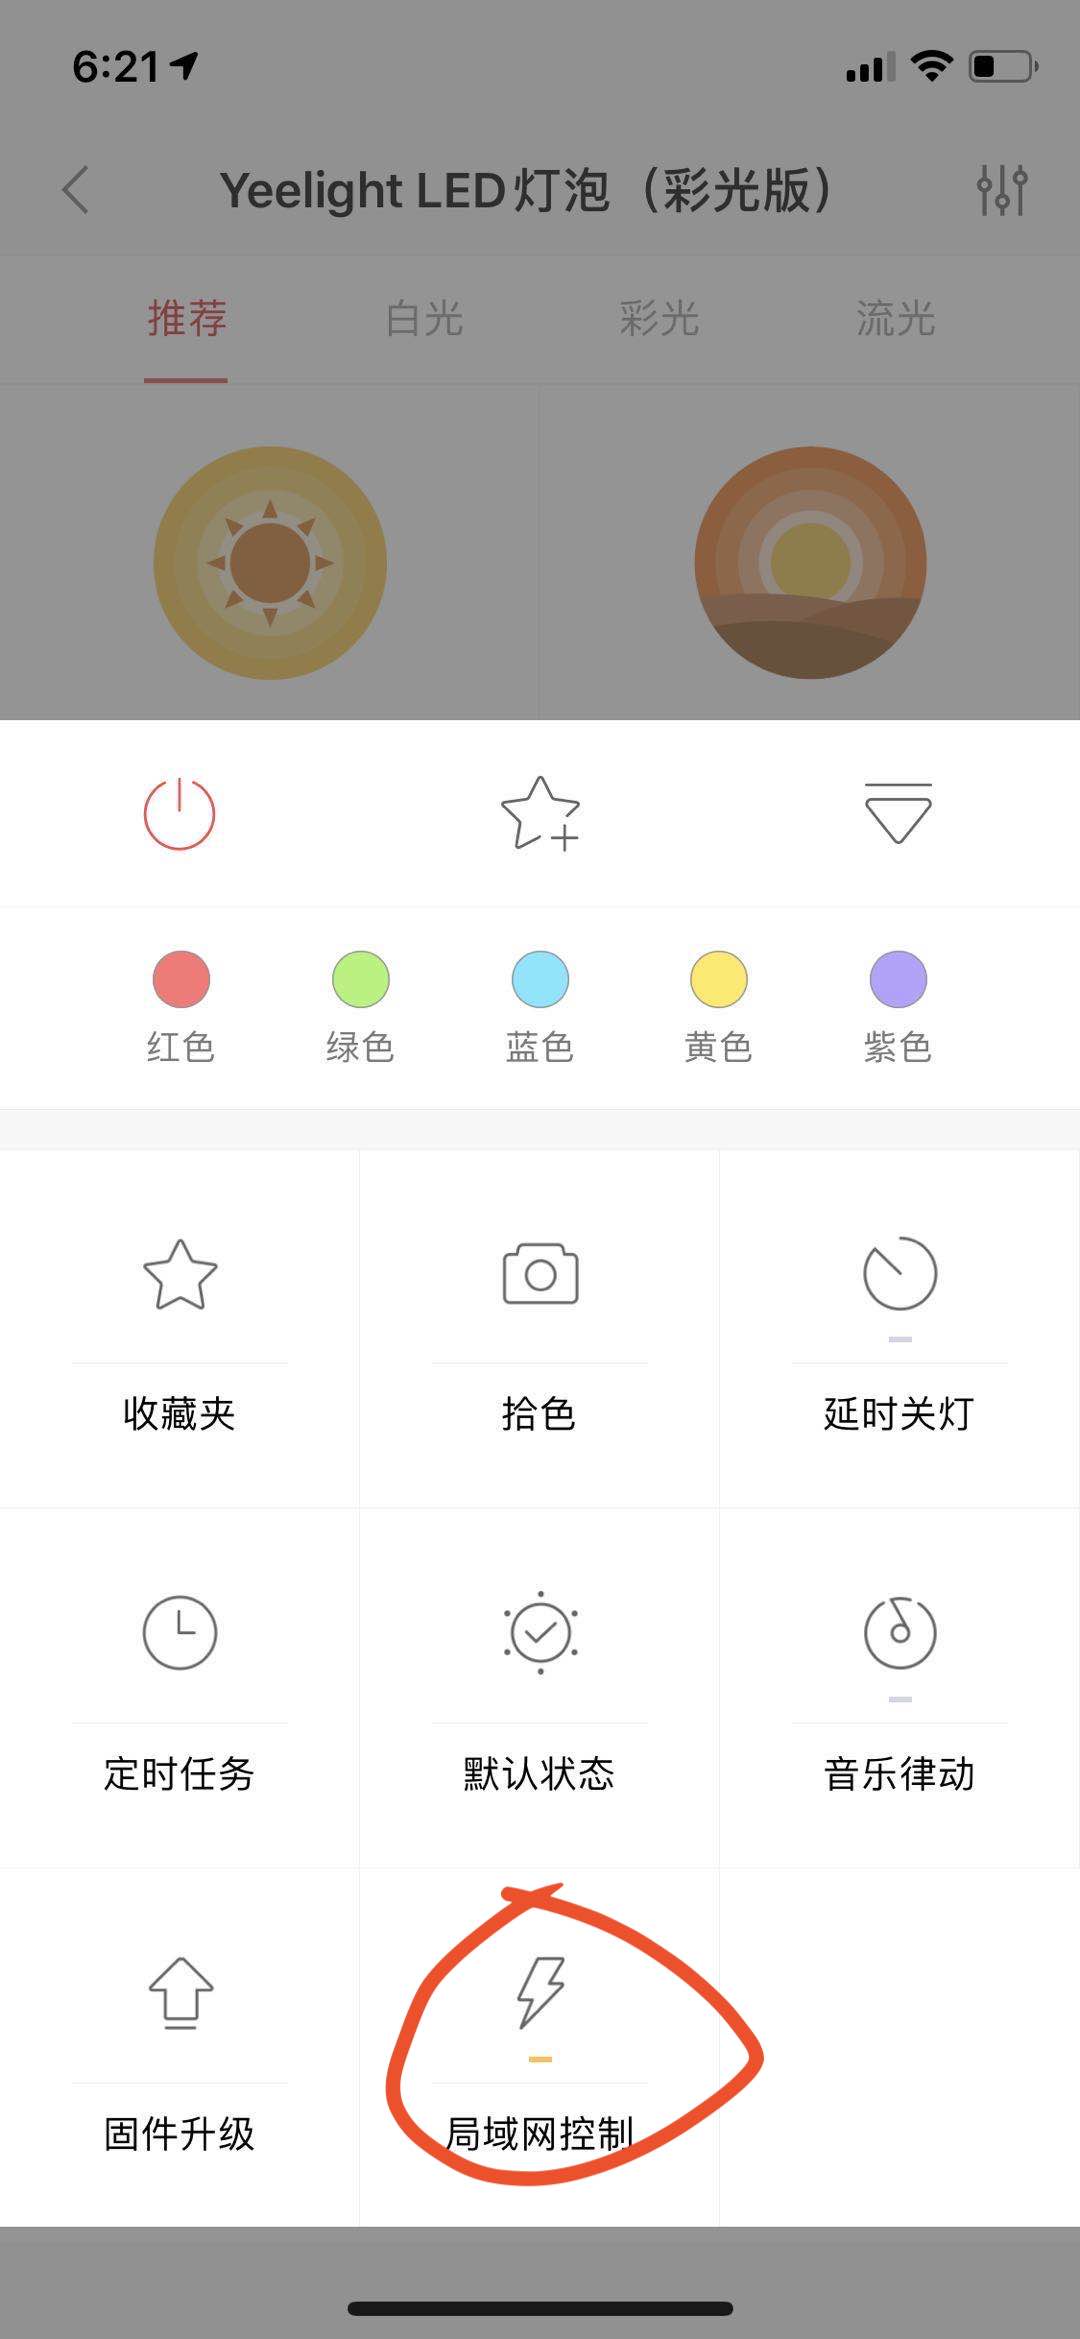 6:21
Yeelight LED灯泡（彩光版）
推荐 白光 彩光 流光
红色 绿色 蓝色 黄色 紫色
收藏夹 拾色 延时关灯
定时任务 默认状态 音乐律动
固件升级 局域网控制